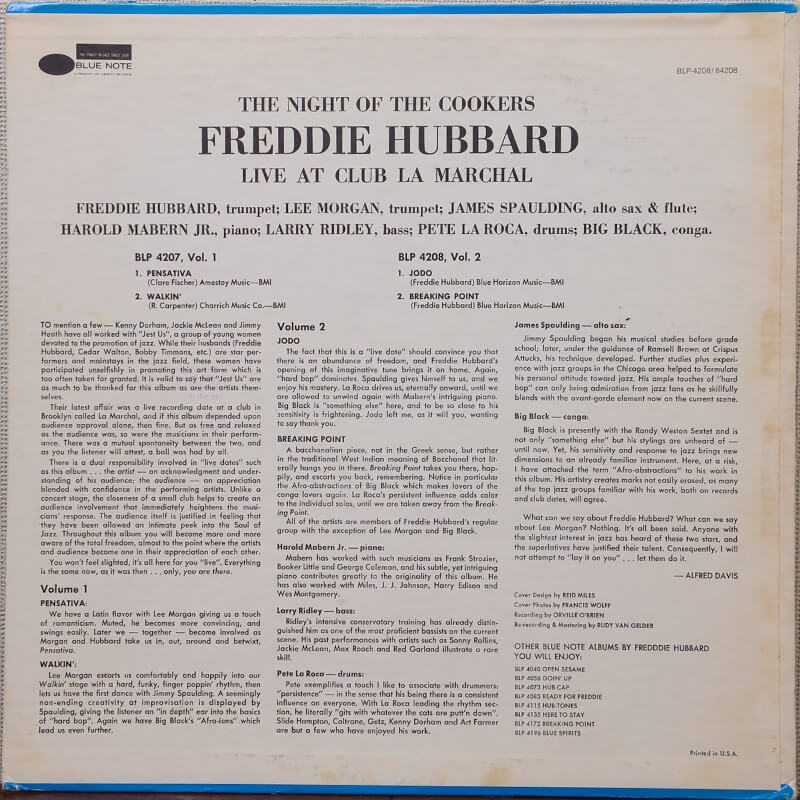 THE FINEST IN JAZZ SINCE 1939
BLUE NOTE
A PRODUCT OF LIBERTY RECORDS
BLP-4208/84208
THE NIGHT OF THE COOKERS
FREDDIE HUBBARD
LIVE AT CLUB LA MARCHAL
FREDDIE HUBBARD, trumpet; LEE MORGAN, trumpet; JAMES SPAULDING, alto sax & flute;
HAROLD MABERN JR., piano; LARRY RIDLEY, bass; PETE LA ROCA, drums; BIG BLACK, conga.
BLP 4207, Vol. 1
1. PENSATIVA
(Clare Fischer) Amestoy Music—BMI
2. WALKIN'
(R. Carpenter) Charrich Music Co.—BMI
BLP 4208, Vol. 2
1. JODO
(Freddie Hubbard) Blue Horizon Music—BMI
2. BREAKING POINT
(Freddie Hubbard) Blue Horizon Music—BMI
TO mention a few — Kenny Dorham, Jackie McLean and Jimmy
Heath have all worked with "Jest Us", a group of young women
devoted to the promotion of jazz. While their husbands (Freddie
Hubbard, Cedar Walton, Bobby Timmons, etc.) are star per-
formers and mainstays in the jazz field, these women have
participated unselfishly in promoting this art form which is
too often taken for granted. It is valid to say that "Jest Us" are
as much to be thanked for this album as are the artists them-
selves.
Their latest affair was a live recording date at a club in
Brooklyn called La Marchal, and if this album depended upon
audience approval alone, then fine. But as free and relaxed
as the audience was, so were the musicians in their perform-
ance. There was a mutual spontaneity between the two, and
as you the listener will attest, a ball was had by all.
There is a dual responsibility involved in "live dates" such
as this album . . . the artist — an acknowledgment and under-
standing of his audience; the audience — an appreciation
blended with confidence in the performing artists. Unlike a
concert stage, the closeness of a small club helps to create an
audience involvement that immediately heightens the musi-
cians' response. The audience itself is justified in feeling that
they have been allowed an intimate peek into the Soul of
Jazz. Throughout this album you will become more and more
aware of the total freedom, almost to the point where the artists
and audience become one in their appreciation of each other.
You won't feel slighted, it's all here for you "live". Everything
is the same now, as it was then . . . only, you are there.
Volume 1
PENSATIVA:
We have a Latin flavor with Lee Morgan giving us a touch
of romanticism. Muted, he becomes more convincing, and
swings easily. Later we — together — become involved as
Morgan and Hubbard take us in, out, around and betwixt,
Pensativa.
WALKIN':
Lee Morgan escorts us comfortably and happily into our
Walkin' stage with a hard, funky, finger poppin' rhythm, then
lets us have the first dance with Jimmy Spaulding. A seemingly
non-ending creativity at improvisation is displayed by
Spaulding, giving the listener an "in depth" ear into the basics
of "hard bop". Again we have Big Black's "Afro-isms" which
lead us even further.
Volume 2
JODO
The fact that this is a "live date" should convince you that
there is an abundance of freedom, and Freddie Hubbard's
opening of this imaginative tune brings it on home. Again,
"hard bop" dominates. Spaulding gives himself to us, and we
enjoy his mastery. La Roca drives us, eternally onward, until we
are allowed to unwind again with Mabern's intriguing piano.
Big Black is "something else" here, and to be so close to his
sensitivity is frightening. Jodo left me, as it will you, wanting
to say thank you.
BREAKING POINT
A bacchanalian piece, not in the Greek sense, but rather
in the traditional West Indian meaning of Bacchanal that lit-
erally hangs you in there. Breaking Point takes you there, hap-
pily, and escorts you back, remembering. Notice in particular
the Afro-abstractions of Big Black which makes lovers of the
conga lovers again. La Roca's persistent influence adds color
to the individual solos, until we are taken away from the Break-
ing Point.
All of the artists are members of Freddie Hubbard's regular
group with the exception of Lee Morgan and Big Black.
Harold Mabern Jr. — piano:
Mabern has worked with such musicians as Frank Strozier,
Booker Little and George Coleman, and his subtle, yet intriguing
piano contributes greatly to the originality of this album. He
has also worked with Miles, J. J. Johnson, Harry Edison and
Wes Montgomery.
Larry Ridley — bass:
Ridley's intensive conservatory training has already distin-
guished him as one of the most proficient bassists on the current
scene. His past performances with artists such as Sonny Rollins,
Jackie McLean, Max Roach and Red Garland illustrate a rare
skill.
Pete La Roca — drums:
Pete exemplifies a touch I like to associate with drummers:
"persistence" — in the sense that his being there is a consistent
influence on everyone. With La Roca leading the rhythm sec-
tion, he literally "gits with whatever the cats are putt'n down".
Slide Hampton, Coltrane, Getz, Kenny Dorham and Art Farmer
are but a few who have enjoyed his work.
James Spaulding — alto sax:
Jimmy Spaulding began his musical studies before grade
school; later, under the guidance of Ramsell Brown at Crispus
Attucks, his technique developed. Further studies plus experi-
ence with jazz groups in the Chicago area helped to formulate
his personal attitude toward jazz. His ample touches of "hard
bop" can only bring admiration from jazz fans as he skillfully
blends with the avant-garde element now on the current scene.
Big Black — conga:
Big Black is presently with the Randy Weston Sextet and is
not only "something else" but his stylings are unheard of —
until now. Yet, his sensitivity and response to jazz brings new
dimensions to an already familiar instrument. Here, at a risk,
I have attached the term "Afro-abstractions" to his work in
this album. His artistry creates marks not easily erased, as many
of the top jazz groups familiar with his work, both on records
and club dates, will agree.
What can we say about Freddie Hubbard? What can we say
about Lee Morgan? Nothing. It's all been said. Anyone with
the slightest interest in jazz has heard of these two stars, and
the superlatives have justified their talent. Consequently, I will
not attempt to "lay it on you" . . . let them do it.
— ALFRED DAVIS
Cover Design by REID MILES
Cover Photos by FRANCIS WOLFF
Recording by ORVILLE O'BRIEN
Re-recording & Mastering by RUDY VAN GELDER
OTHER BLUE NOTE ALBUMS BY FREDDDIE HUBBARD
YOU WILL ENJOY:
BLP 4040 OPEN SESAME
BLP 4056 GOIN' UP
BLP 4073 HUB CAP
BLP 4085 READY FOR FREDDIE
BLP 4115 HUB-TONES
BLP 4135 HERE TO STAY
BLP 4172 BREAKING POINT
BLP 4196 BLUE SPIRITS
Printed in U.S.A.